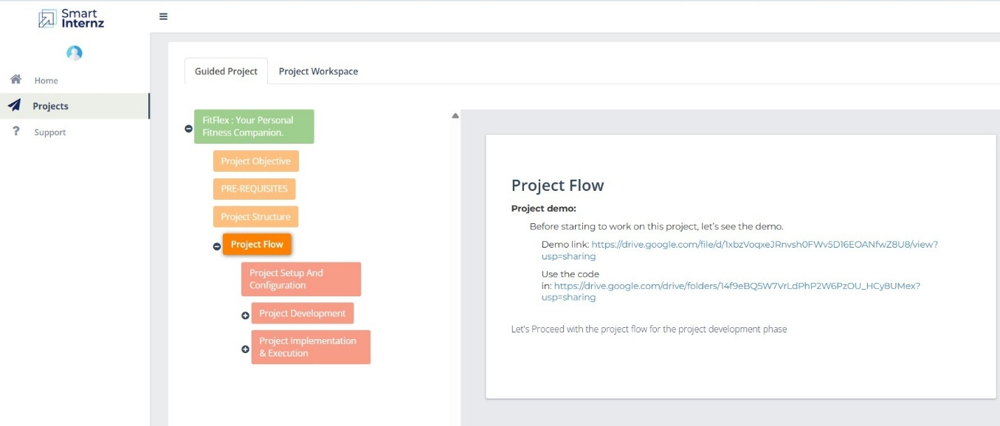 Smart
Internz
Home
Projects
Support
Guided Project
Project Workspace
FitFlex : Your Personal
Fitness Companion.
Project Objective
PRE-REQUISITES
Project Structure
Project Flow
Project Setup And
Configuration
Project Development
Project Implementation
& Execution
Project Flow
Project demo:
Before starting to work on this project, let's see the demo.
Demo link: https://drive.google.com/file/d/1xbzVoqxeJRnvsh0FWv5D16EOANfwZ8U8/view?
usp=sharing
Use the code
in: https://drive.google.com/drive/folders/14f9eBQ5W7VrLdPhP2W6PzOU_HCy8UMex?
usp=sharing
Let's Proceed with the project flow for the project development phase